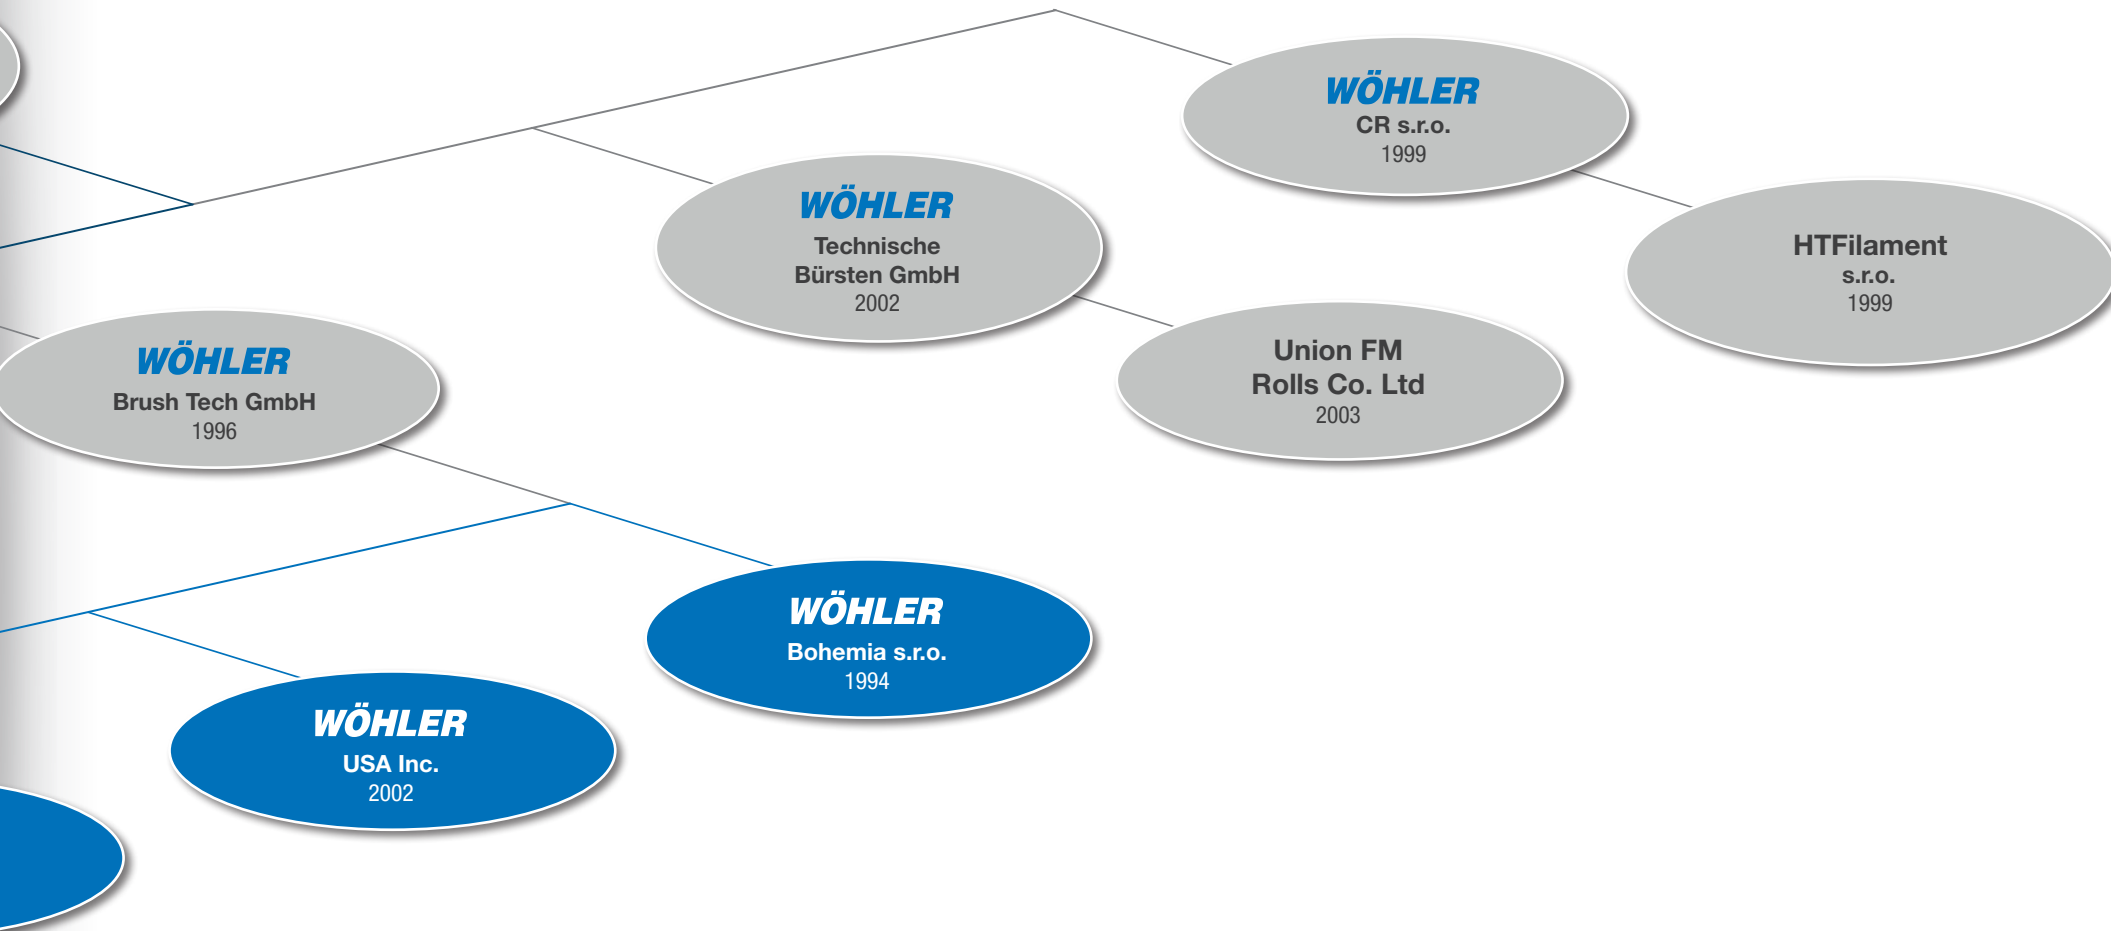 WÖHLER
CR s.r.o.
1999
WÖHLER
Technische
Bürsten GmbH
2002
HTFilament
s.r.o.
1999
Union FM
Rolls Co. Ltd
2003
WÖHLER
Brush Tech GmbH
1996
WÖHLER
Bohemia s.r.o.
1994
WÖHLER
USA Inc.
2002